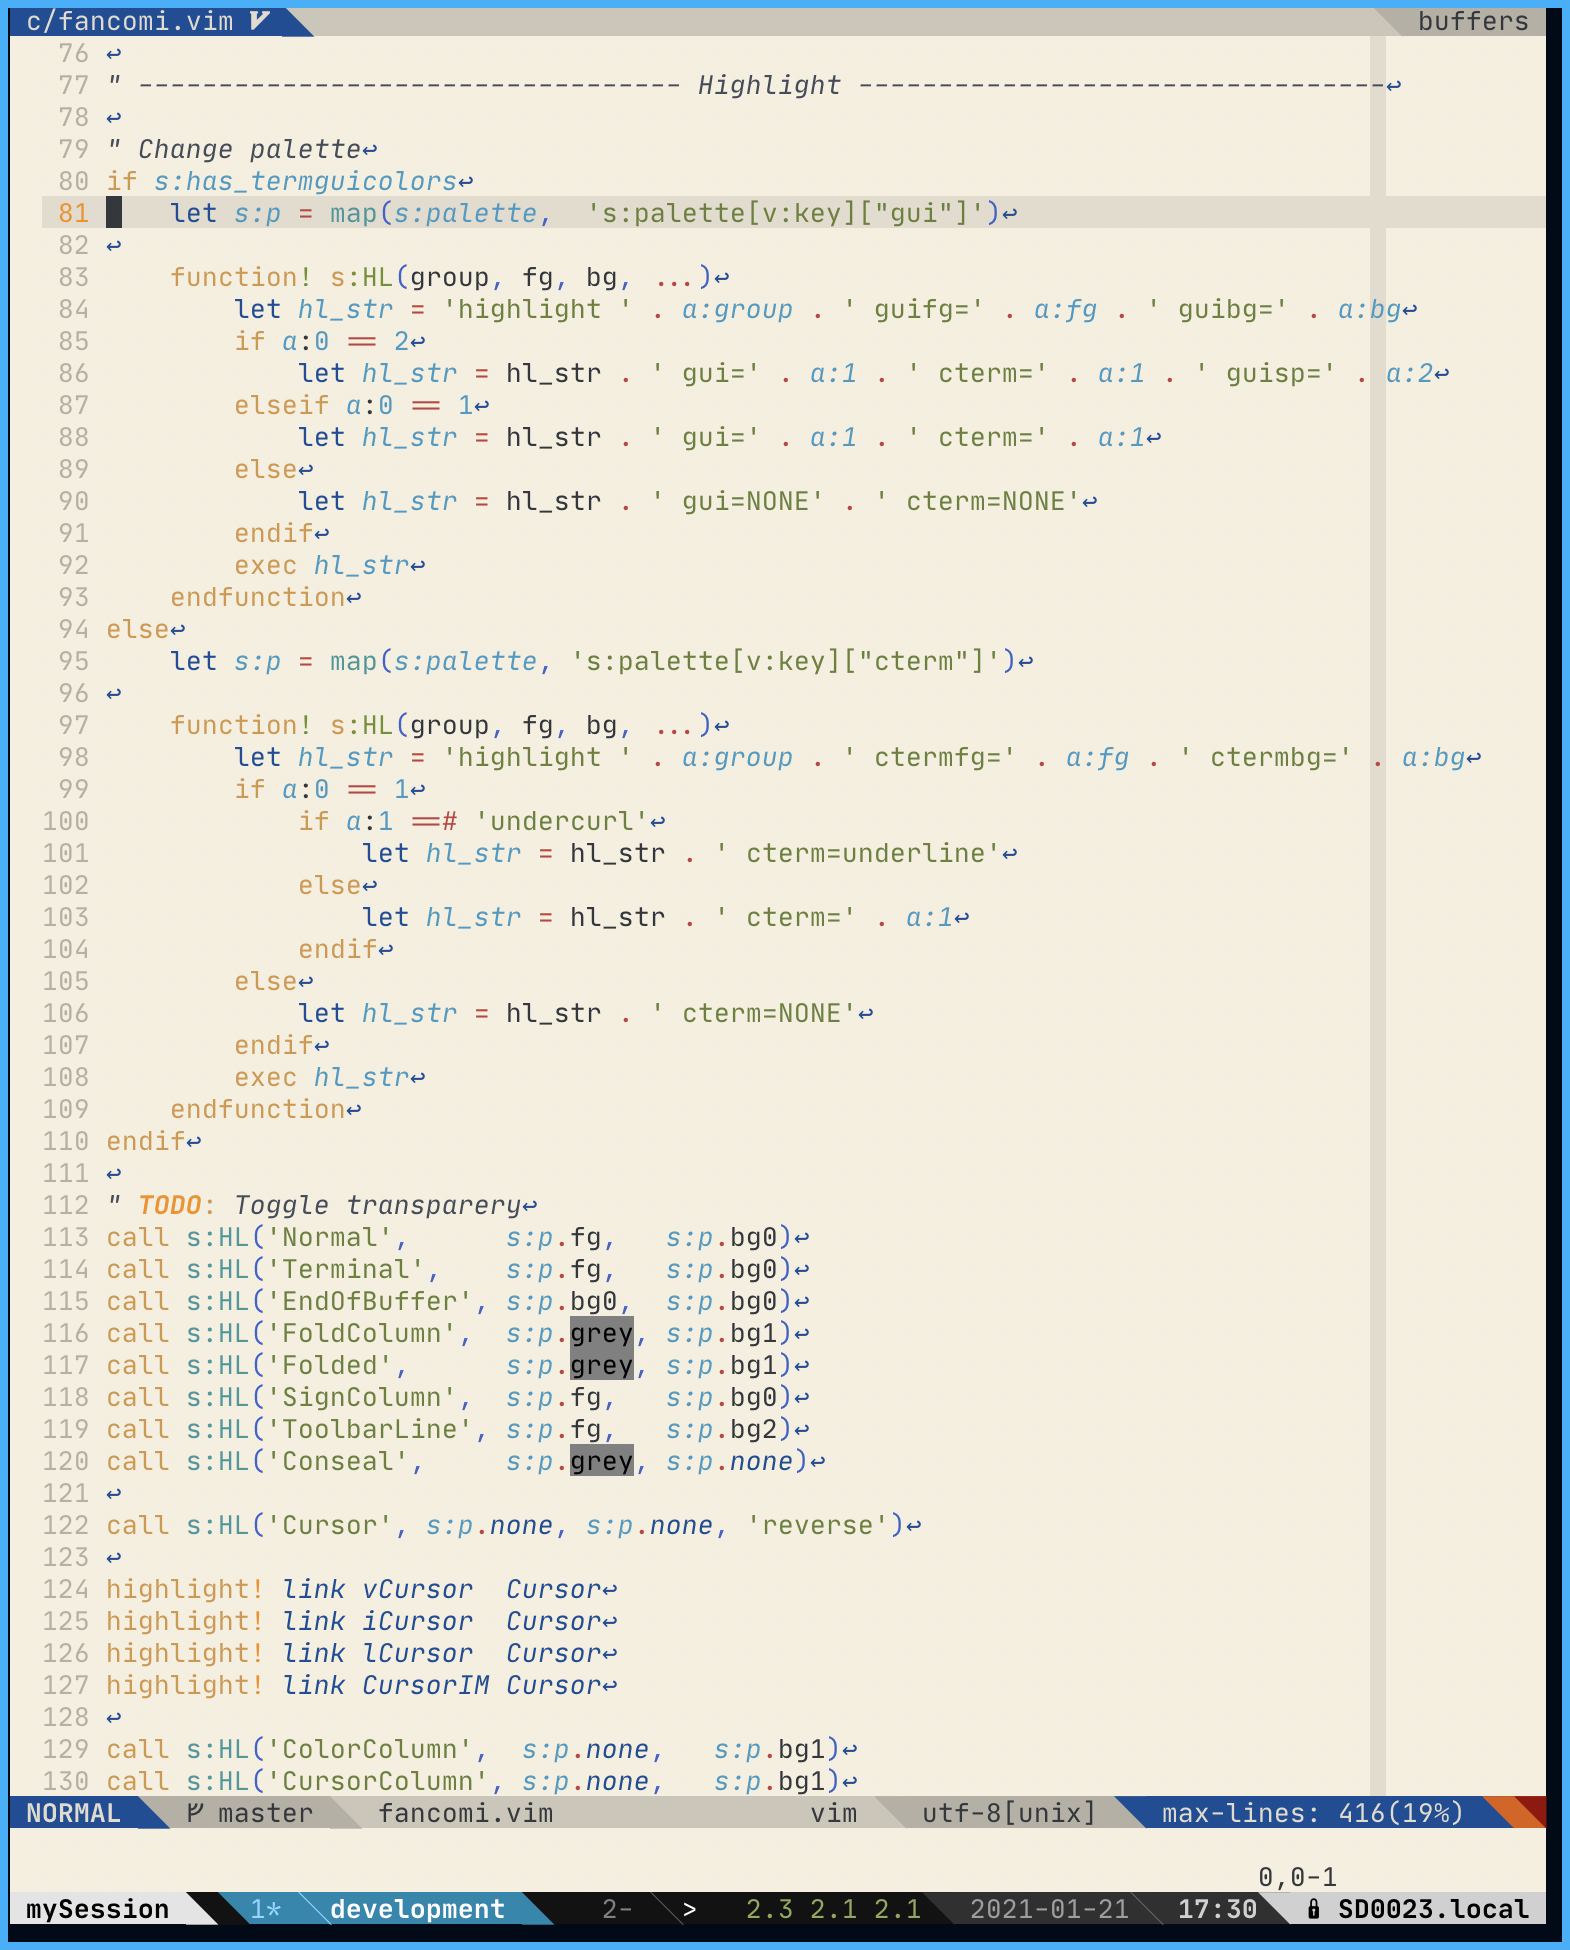 c/fancomi.vim buffers
76 ↩
77 " ---------------------------------- Highlight ---------------------------------↩
78 ↩
79 " Change palette↩
80 if s:has_termguicolors↩
81     let s:p = map(s:palette,  's:palette[v:key]["gui"]')↩
82 ↩
83     function! s:HL(group, fg, bg, ...)↩
84         let hl_str = 'highlight ' . a:group . ' guifg=' . a:fg . ' guibg=' . a:bg↩
85         if a:0 == 2↩
86             let hl_str = hl_str . ' gui=' . a:1 . ' cterm=' . a:1 . ' guisp=' . a:2↩
87         elseif a:0 == 1↩
88             let hl_str = hl_str . ' gui=' . a:1 . ' cterm=' . a:1↩
89         else↩
90             let hl_str = hl_str . ' gui=NONE' . ' cterm=NONE'↩
91         endif↩
92         exec hl_str↩
93     endfunction↩
94 else↩
95     let s:p = map(s:palette, 's:palette[v:key]["cterm"]')↩
96 ↩
97     function! s:HL(group, fg, bg, ...)↩
98         let hl_str = 'highlight ' . a:group . ' ctermfg=' . a:fg . ' ctermbg=' . a:bg↩
99         if a:0 == 1↩
100             if a:1 ==# 'undercurl'↩
101                 let hl_str = hl_str . ' cterm=underline'↩
102             else↩
103                 let hl_str = hl_str . ' cterm=' . a:1↩
104             endif↩
105         else↩
106             let hl_str = hl_str . ' cterm=NONE'↩
107         endif↩
108         exec hl_str↩
109     endfunction↩
110 endif↩
111 ↩
112 " TODO: Toggle transparery↩
113 call s:HL('Normal',      s:p.fg,   s:p.bg0)↩
114 call s:HL('Terminal',    s:p.fg,   s:p.bg0)↩
115 call s:HL('EndOfBuffer', s:p.bg0,  s:p.bg0)↩
116 call s:HL('FoldColumn',  s:p.grey, s:p.bg1)↩
117 call s:HL('Folded',      s:p.grey, s:p.bg1)↩
118 call s:HL('SignColumn',  s:p.fg,   s:p.bg0)↩
119 call s:HL('ToolbarLine', s:p.fg,   s:p.bg2)↩
120 call s:HL('Conseal',     s:p.grey, s:p.none)↩
121 ↩
122 call s:HL('Cursor', s:p.none, s:p.none, 'reverse')↩
123 ↩
124 highlight! link vCursor  Cursor↩
125 highlight! link iCursor  Cursor↩
126 highlight! link lCursor  Cursor↩
127 highlight! link CursorIM Cursor↩
128 ↩
129 call s:HL('ColorColumn',  s:p.none,   s:p.bg1)↩
130 call s:HL('CursorColumn', s:p.none,   s:p.bg1)↩
NORMAL master fancomi.vim vim utf-8[unix] max-lines: 416(19%)
0,0-1
mySession 1* development 2- > 2.3 2.1 2.1 2021-01-21 17:30 SD0023.local